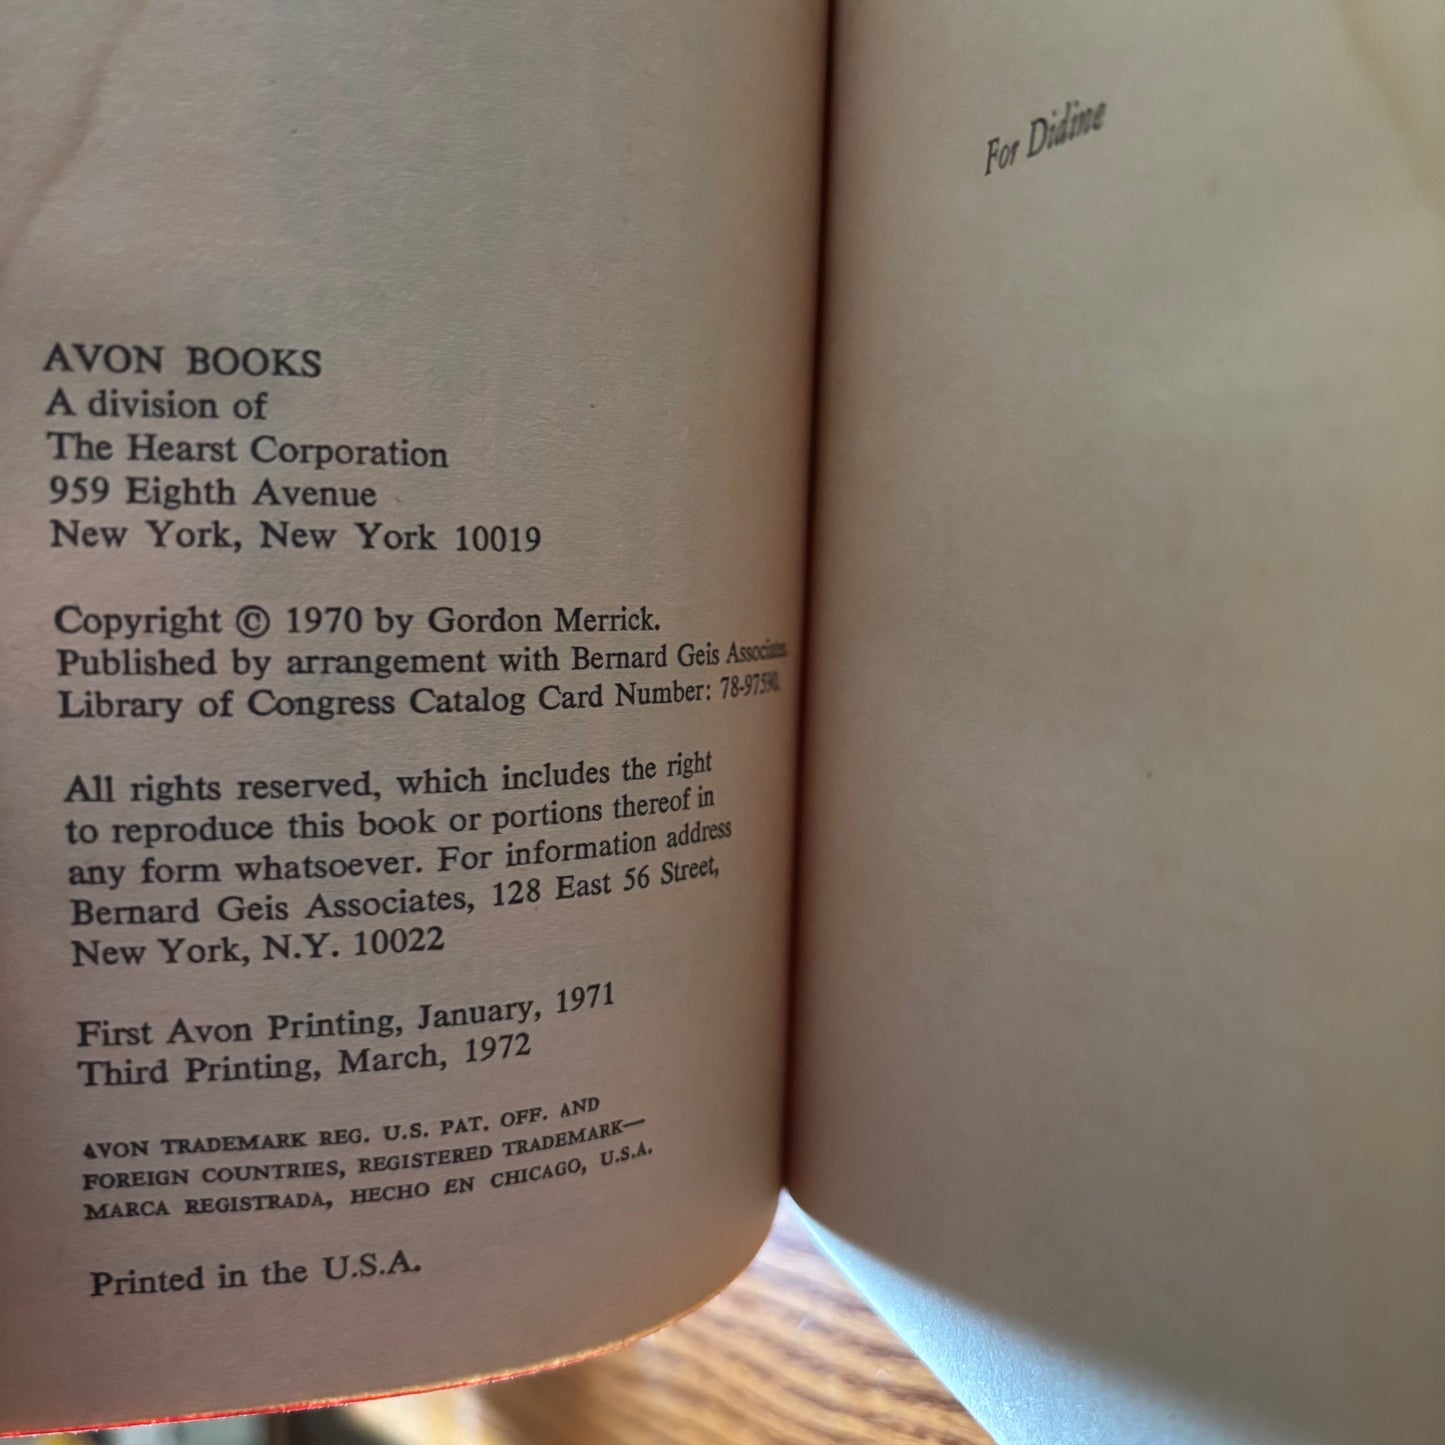 AVON BOOKS
A division of
The Hearst Corporation
959 Eighth Avenue
New York, New York 10019
Copyright © 1970 by Gordon Merrick.
Published by arrangement with Bernard Geis Associates.
Library of Congress Catalog Card Number: 78-97590.
All rights reserved, which includes the right
to reproduce this book or portions thereof in
any form whatsoever. For information address
Bernard Geis Associates, 128 East 56 Street,
New York, N.Y. 10022
First Avon Printing, January, 1971
Third Printing, March, 1972
AVON TRADEMARK REG. U.S. PAT. OFF. AND
FOREIGN COUNTRIES, REGISTERED TRADEMARK—
MARCA REGISTRADA, HECHO EN CHICAGO, U.S.A.
Printed in the U.S.A.
For Didine